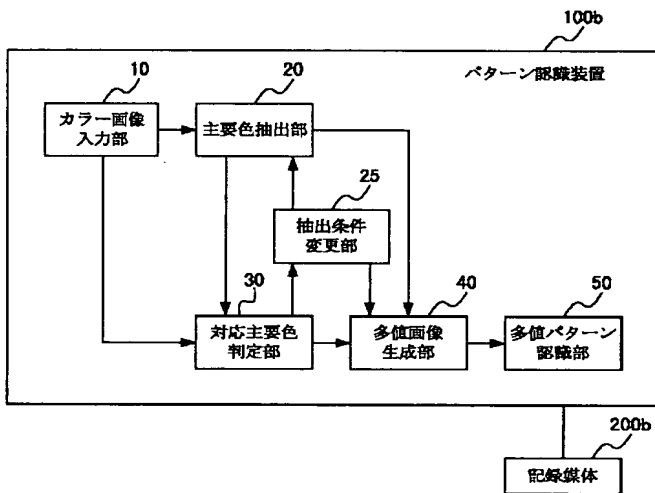 100b
パターン認識装置
10
カラー画像
入力部
20
主要色抽出部
25
抽出条件
変更部
30
対応主要色
判定部
40
多値画像
生成部
50
多値パターン
認識部
200b
記録媒体